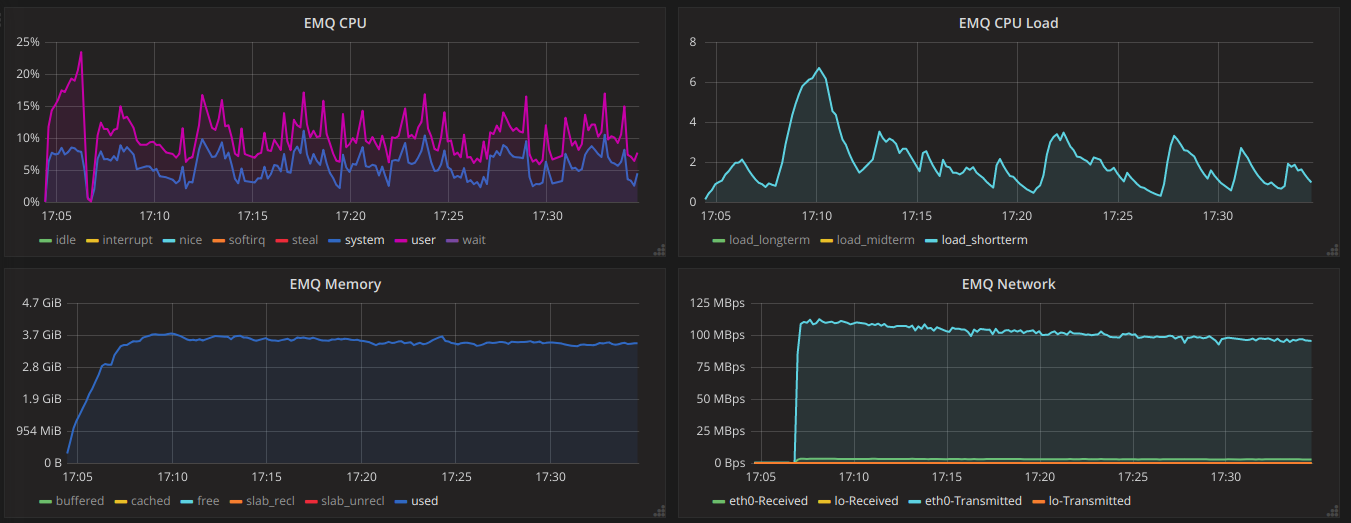 EMQ CPU
25%
20%
15%
10%
5%
0%
17:05 17:10 17:15 17:20 17:25 17:30
idle interrupt nice softirq steal system user wait
EMQ CPU Load
8
6
4
2
0
17:05 17:10 17:15 17:20 17:25 17:30
load_longterm load_midterm load_shortterm
EMQ Memory
4.7 GiB
3.7 GiB
2.8 GiB
1.9 GiB
954 MiB
0 B
17:05 17:10 17:15 17:20 17:25 17:30
buffered cached free slab_recl slab_unrecl used
EMQ Network
125 MBps
100 MBps
75 MBps
50 MBps
25 MBps
0 Bps
17:05 17:10 17:15 17:20 17:25 17:30
eth0-Received lo-Received eth0-Transmitted lo-Transmitted